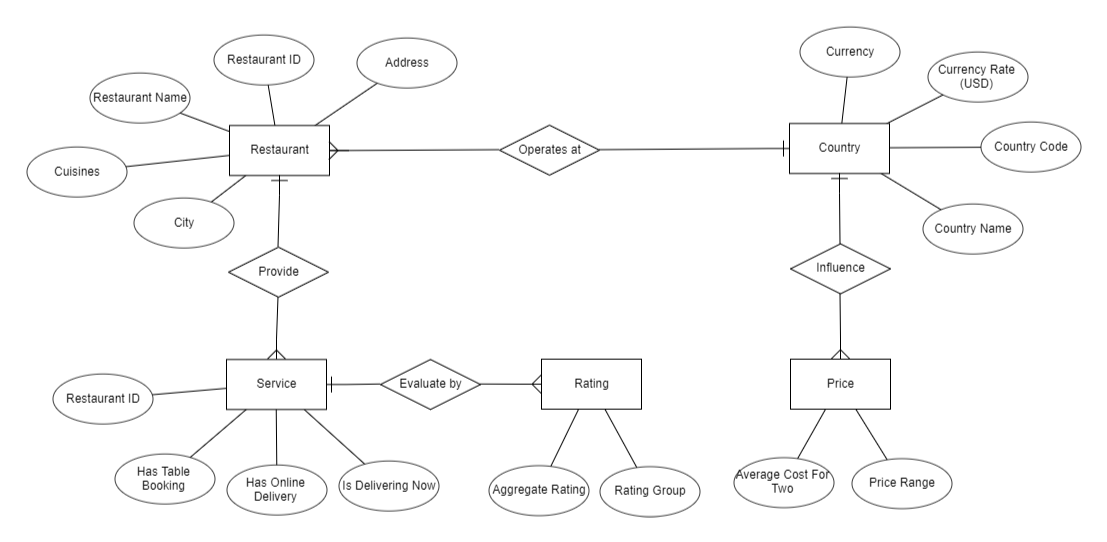 Currency
Restaurant ID
Address
Currency Rate
(USD)
Restaurant Name
Restaurant
Operates at
Country
Country Code
Cuisines
City
Country Name
Provide
Influence
Service
Evaluate by
Rating
Price
Restaurant ID
Has Table
Booking
Has Online
Delivery
Is Delivering Now
Aggregate Rating
Rating Group
Average Cost For
Two
Price Range